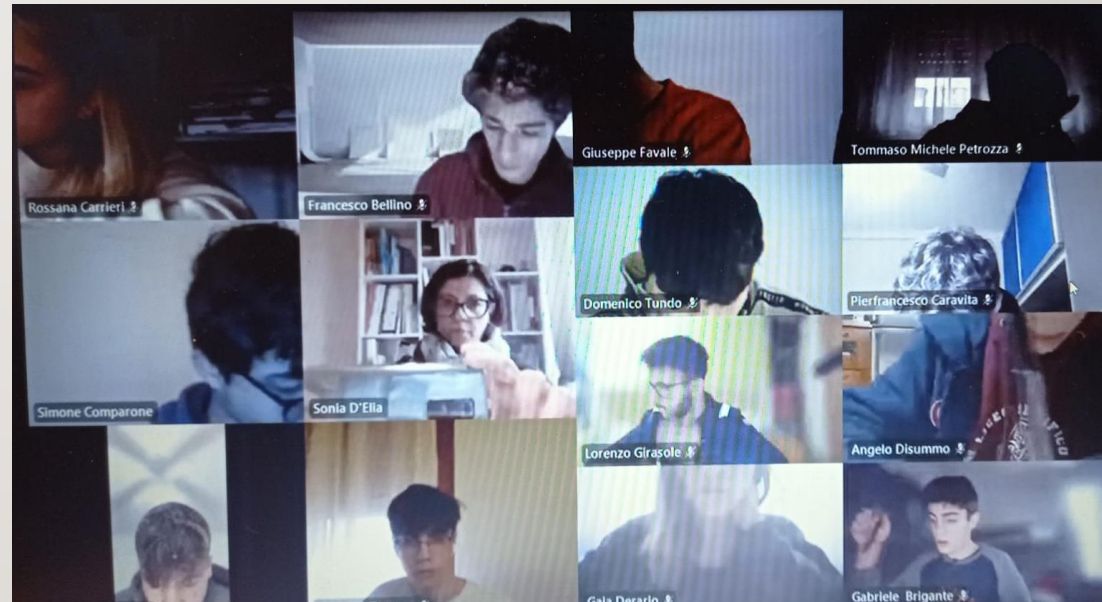 Rossana Carrieri
Francesco Bellino
Giuseppe Favale
Tommaso Michele Petrozza
Domenico Tundo
Pierfrancesco Caravita
Simone Comparone
Sonia D'Elia
Lorenzo Girasole
Angelo Disummo
Gaia Derario
Gabriele Brigante